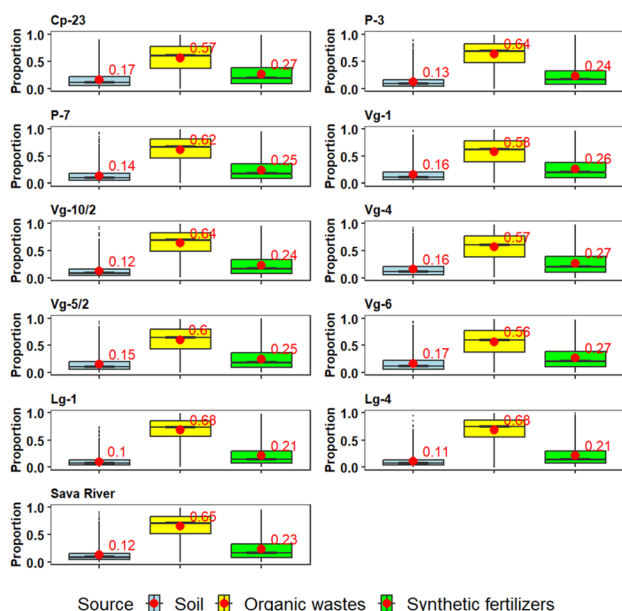 Cp-23
P-3
Proportion
1.0
0.5
0.0
0.17
0.57
0.27
Proportion
1.0
0.5
0.0
0.13
0.64
0.24
P-7
Vg-1
Proportion
1.0
0.5
0.0
0.14
0.62
0.25
Proportion
1.0
0.5
0.0
0.16
0.58
0.26
Vg-10/2
Vg-4
Proportion
1.0
0.5
0.0
0.12
0.64
0.24
Proportion
1.0
0.5
0.0
0.16
0.57
0.27
Vg-5/2
Vg-6
Proportion
1.0
0.5
0.0
0.15
0.6
0.25
Proportion
1.0
0.5
0.0
0.17
0.56
0.27
Lg-1
Lg-4
Proportion
1.0
0.5
0.0
0.1
0.68
0.21
Proportion
1.0
0.5
0.0
0.11
0.68
0.21
Sava River
Proportion
1.0
0.5
0.0
0.12
0.65
0.23
Source Soil Organic wastes Synthetic fertilizers